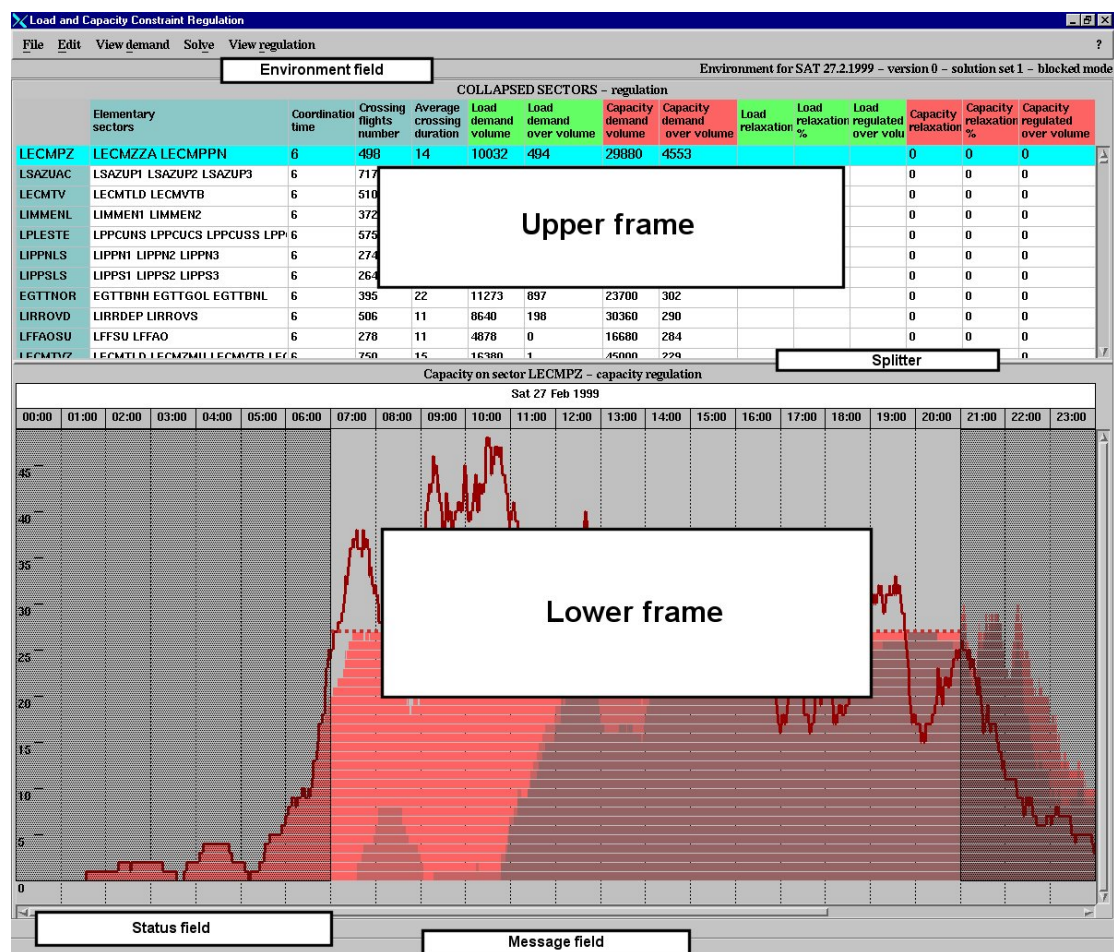 Load and Capacity Constraint Regulation
File Edit View demand Solve View regulation ?
Environment field
Environment for SAT 27.2.1999 – version 0 – solution set 1 – blocked mode
COLLAPSED SECTORS – regulation
Elementary sectors Coordination time Crossing flights number Average crossing duration Load demand volume Load demand over volume Capacity demand volume Capacity demand over volume Load relaxation Load relaxation % Load regulated over volu Capacity relaxation Capacity relaxation % Capacity regulated over volume
LECMPZ LECMZZA LECMPPN 6 498 14 10032 494 29880 4553 0 0 0
LSAZUAC LSAZUP1 LSAZUP2 LSAZUP3 6 717 0 0 0
LECMTV LECMTLD LECMVTB 6 510 0 0 0
LIMMENL LIMMEN1 LIMMEN2 6 372 0 0 0
LPLESTE LPPCUNS LPPCUCS LPPCUSS LPP 6 575 0 0 0
LIPPNLS LIPPN1 LIPPN2 LIPPN3 6 274 0 0 0
LIPPSLS LIPPS1 LIPPS2 LIPPS3 6 264 0 0 0
Upper frame
EGTTNOR EGTTBNH EGTTGOL EGTTBNL 6 395 22 11273 897 23700 302 0 0 0
LIRROVD LIRRDEP LIRROVS 6 506 11 8640 198 30360 290 0 0 0
LFFAOSU LFFSU LFFAO 6 278 11 4878 0 16680 284 0 0 0
LECMTVZ LECMTLD LECMZMU LECMVTB LEC 6 750 15 16380 1 45000 229 0
Splitter
Capacity on sector LECMPZ – capacity regulation
Sat 27 Feb 1999
00:00 01:00 02:00 03:00 04:00 05:00 06:00 07:00 08:00 09:00 10:00 11:00 12:00 13:00 14:00 15:00 16:00 17:00 18:00 19:00 20:00 21:00 22:00 23:00
45
40
35
30
Lower frame
25
20
15
10
5
0
Status field
Message field